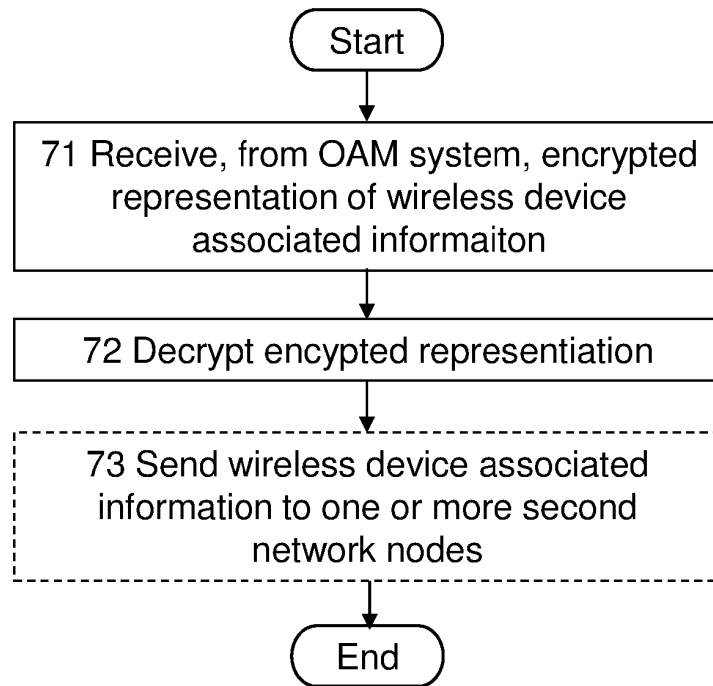 Start
71 Receive, from OAM system, encrypted
representation of wireless device
associated informaiton
72 Decrypt encypted representiation
73 Send wireless device associated
information to one or more second
network nodes
End